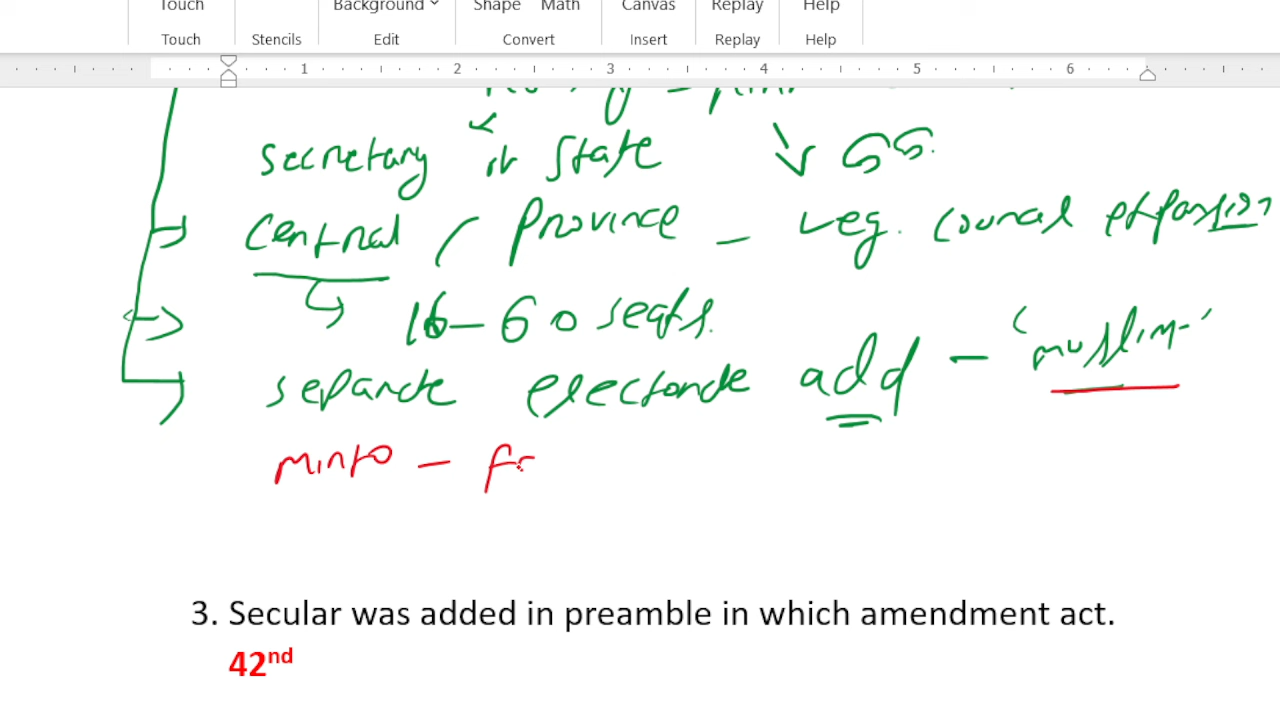 Touch Background Shape Math Canvas Replay Help
Touch Stencils Edit Convert Insert Replay Help
1 2 3 4 5 6
secretary of State GG.
Central / Province - Leg. council expansion
16-60 seats.
separate electorate add - 'muslim-'
minto - f
3. Secular was added in preamble in which amendment act.
42nd